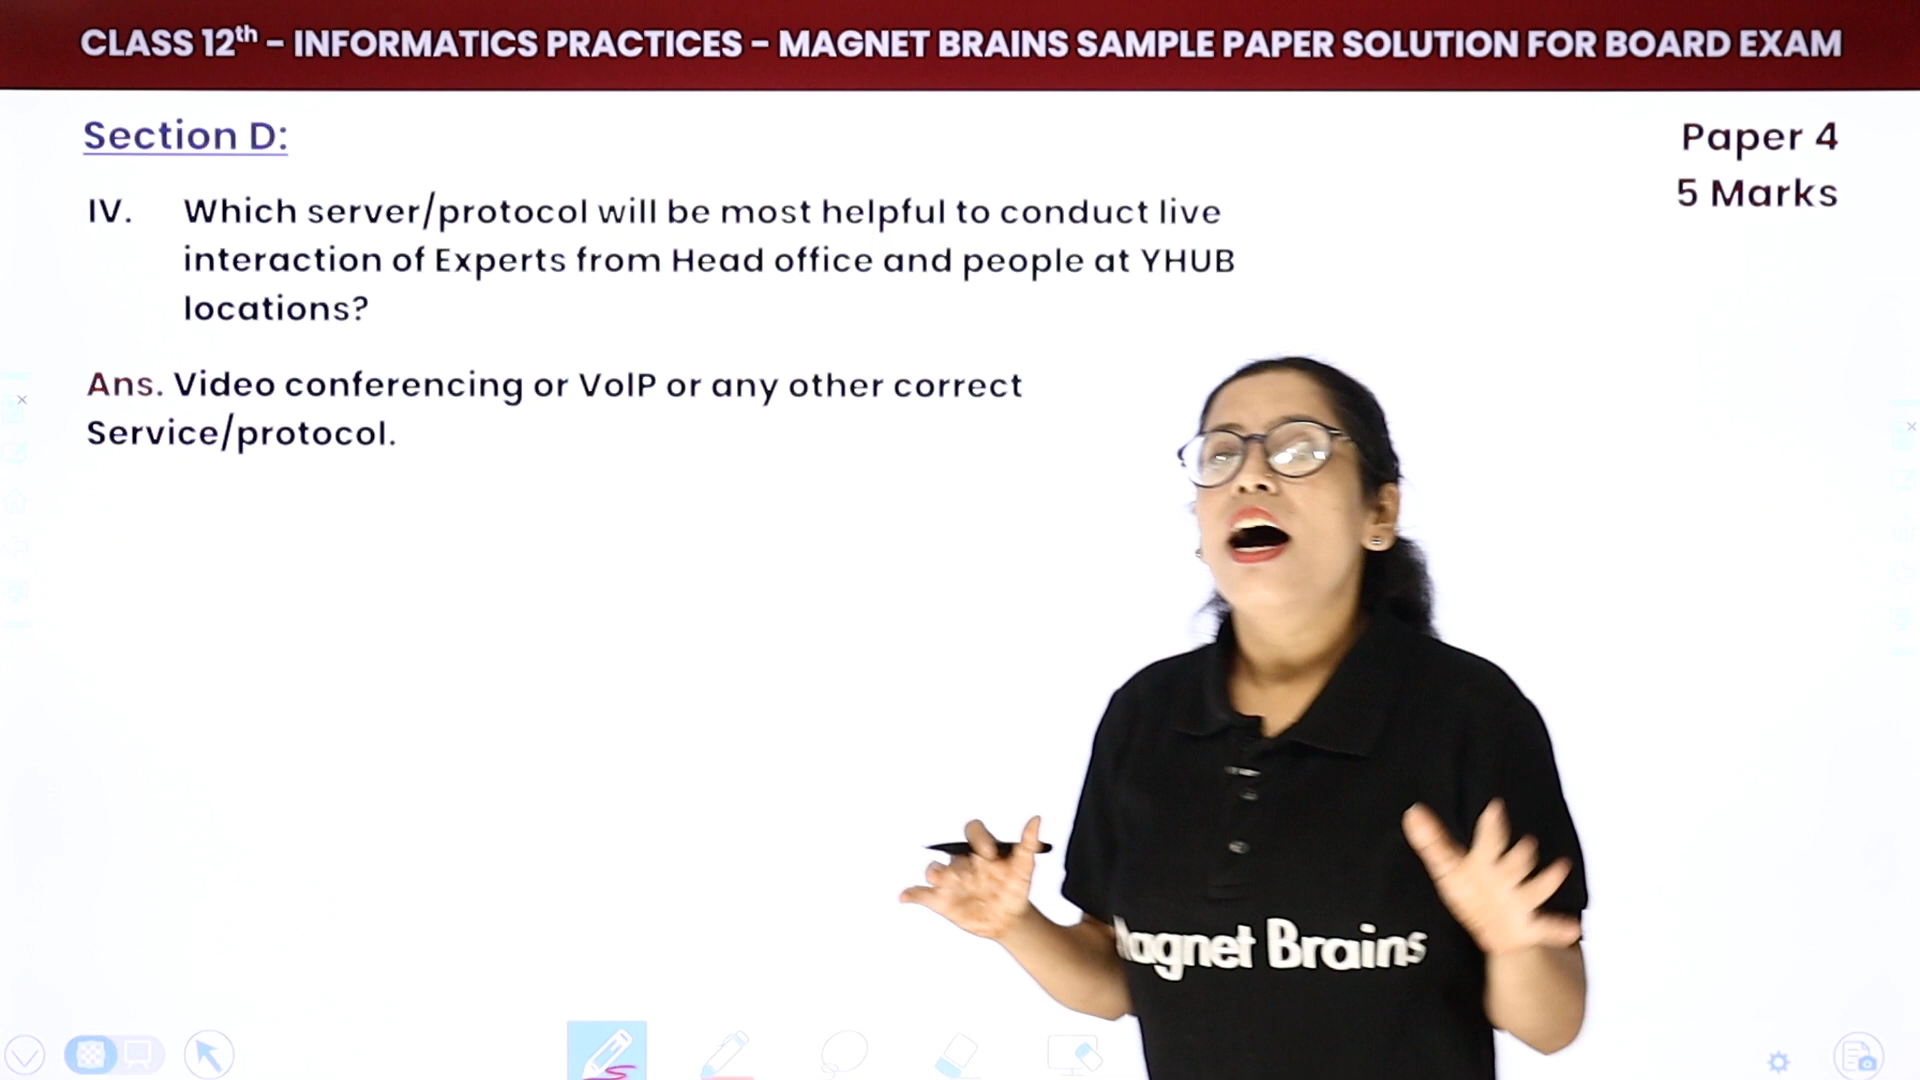 CLASS 12th - INFORMATICS PRACTICES - MAGNET BRAINS SAMPLE PAPER SOLUTION FOR BOARD EXAM
Section D:
Paper 4
5 Marks
IV. Which server/protocol will be most helpful to conduct live
interaction of Experts from Head office and people at YHUB
locations?
Ans. Video conferencing or VoIP or any other correct
Service/protocol.
Magnet Brains